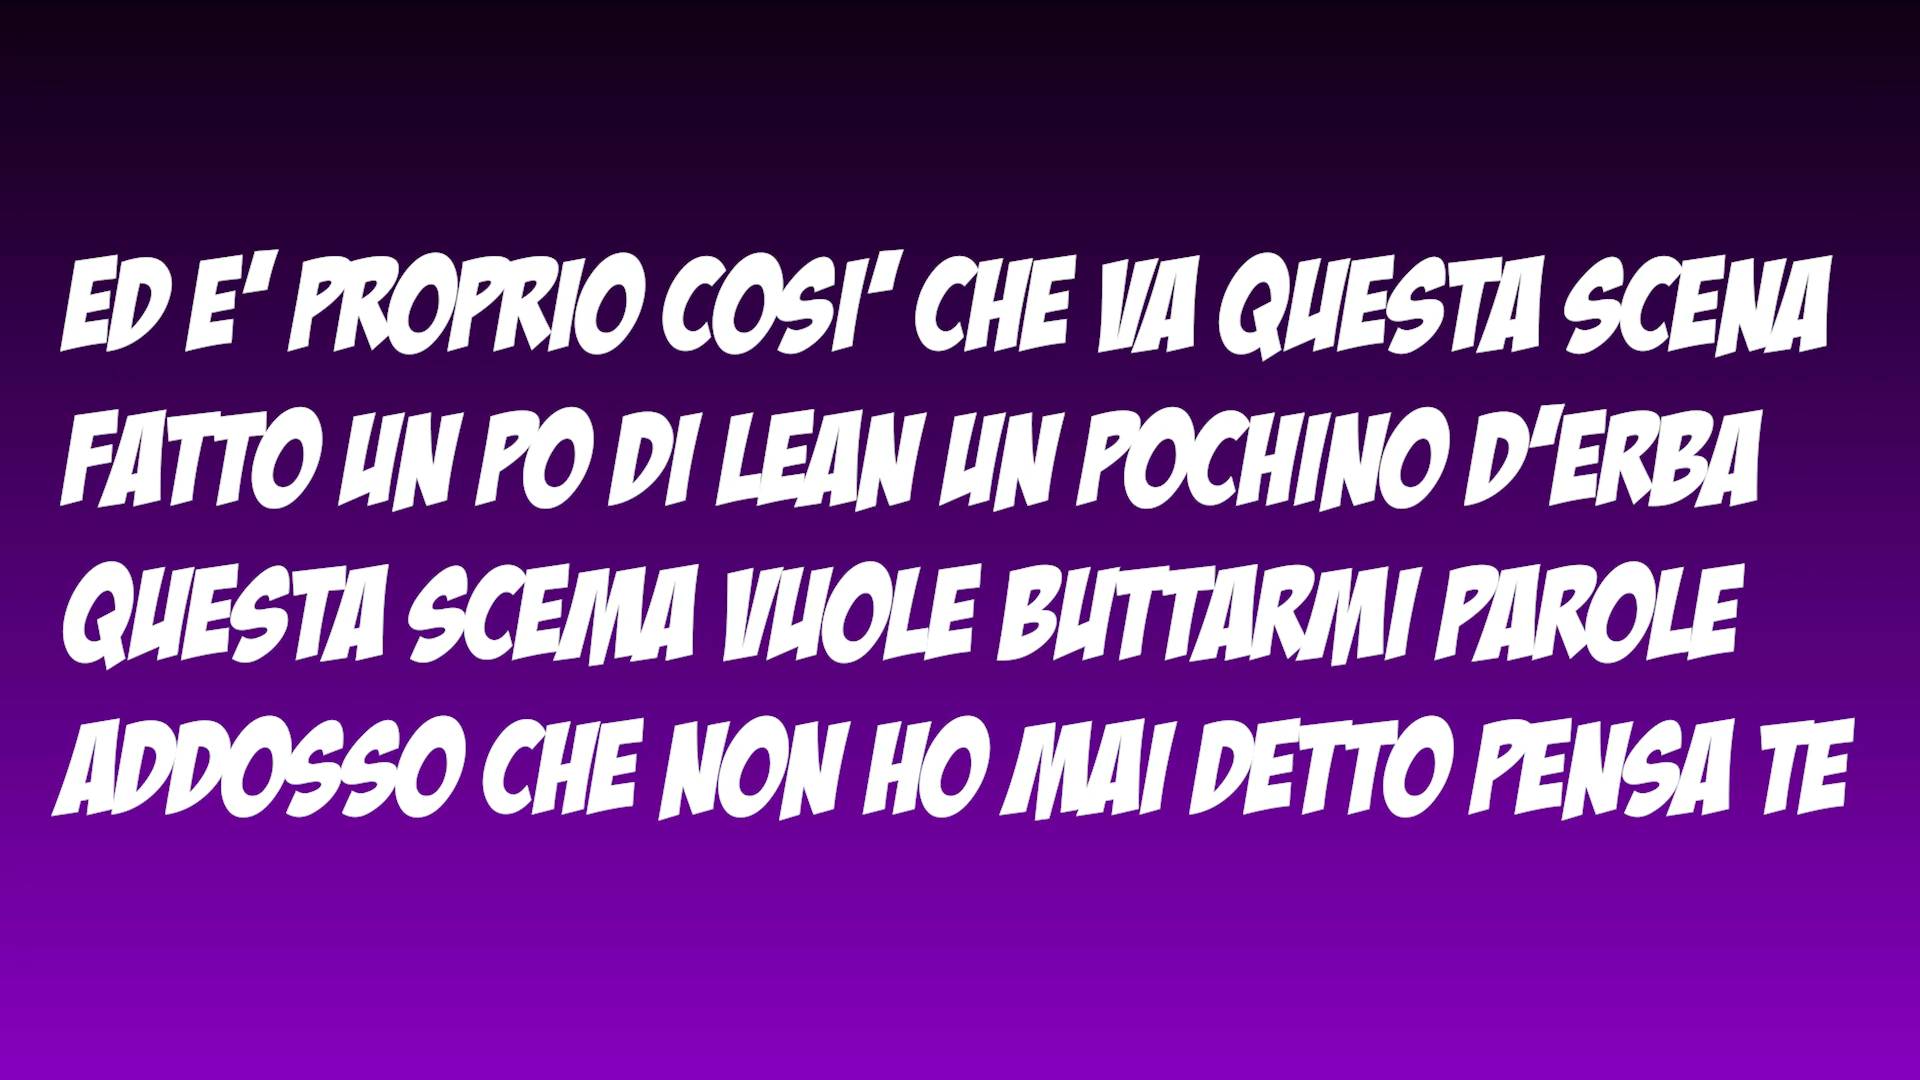 ED E' PROPRIO COSI' CHE VA QUESTA SCENA
FATTO UN PO DI LEAN UN POCHINO D'ERBA
QUESTA SCEMA VUOLE BUTTARMI PAROLE
ADDOSSO CHE NON HO MAI DETTO PENSA TE